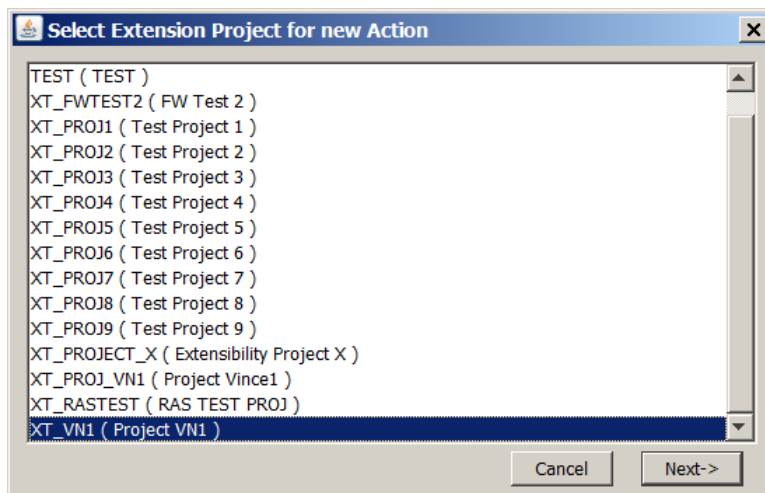 Select Extension Project for new Action
TEST ( TEST )
XT_FWTEST2 ( FW Test 2 )
XT_PROJ1 ( Test Project 1 )
XT_PROJ2 ( Test Project 2 )
XT_PROJ3 ( Test Project 3 )
XT_PROJ4 ( Test Project 4 )
XT_PROJ5 ( Test Project 5 )
XT_PROJ6 ( Test Project 6 )
XT_PROJ7 ( Test Project 7 )
XT_PROJ8 ( Test Project 8 )
XT_PROJ9 ( Test Project 9 )
XT_PROJECT_X ( Extensibility Project X )
XT_PROJ_VN1 ( Project Vince1 )
XT_RASTEST ( RAS TEST PROJ )
XT_VN1 ( Project VN1 )
Cancel Next->